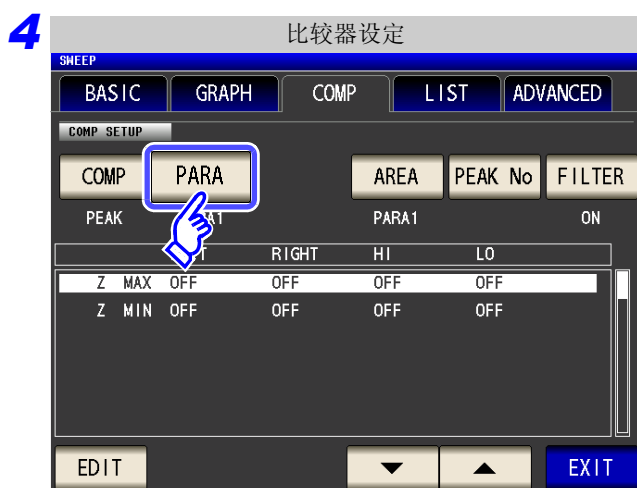 4
比较器设定
SWEEP
BASIC GRAPH COMP LIST ADVANCED
COMP SETUP
COMP PARA AREA PEAK No FILTER
PEAK PARA1 ON
RIGHT HI LO
Z MAX OFF OFF OFF OFF
Z MIN OFF OFF OFF OFF
EDIT EXIT